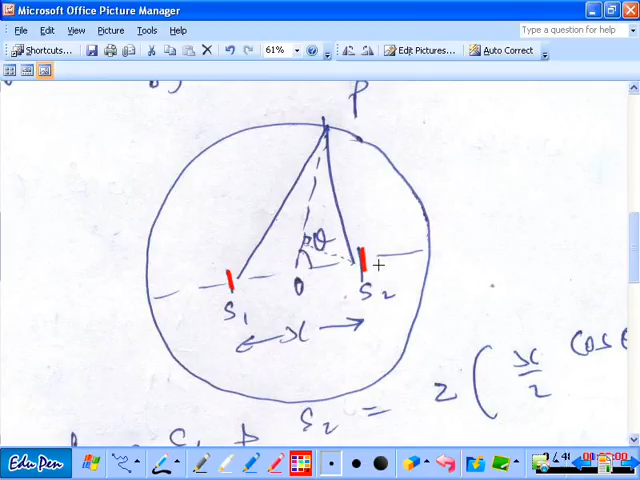 Microsoft Office Picture Manager
File Edit View Picture Tools Help
Type a question for help
Shortcuts... 61% Edit Pictures... Auto Correct
P
θ
O
S1
S2
x
S2 = 2 ( x/2 cos
Edu Pen